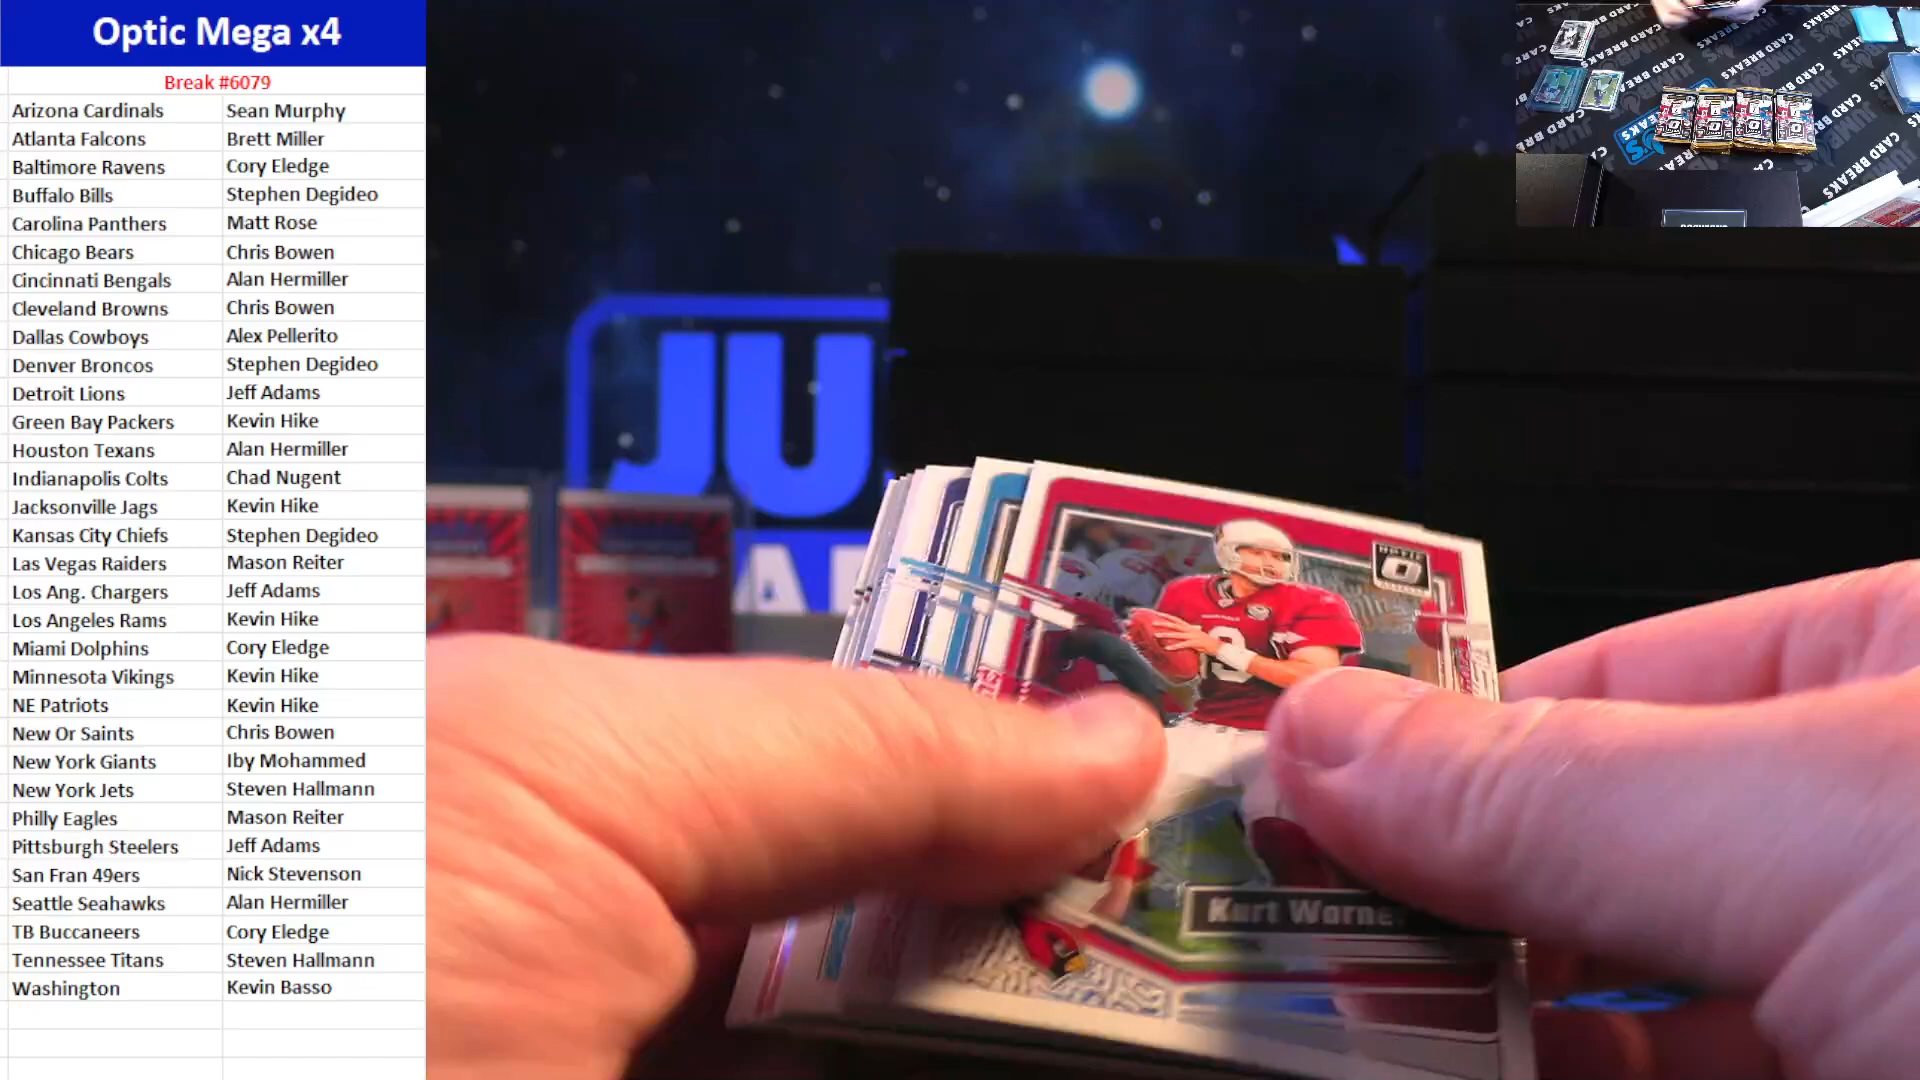 Optic Mega x4
Break #6079
Arizona Cardinals Sean Murphy
Atlanta Falcons Brett Miller
Baltimore Ravens Cory Eledge
Buffalo Bills Stephen Degideo
Carolina Panthers Matt Rose
Chicago Bears Chris Bowen
Cincinnati Bengals Alan Hermiller
Cleveland Browns Chris Bowen
Dallas Cowboys Alex Pellerito
Denver Broncos Stephen Degideo
Detroit Lions Jeff Adams
Green Bay Packers Kevin Hike
Houston Texans Alan Hermiller
Indianapolis Colts Chad Nugent
Jacksonville Jags Kevin Hike
Kansas City Chiefs Stephen Degideo
Las Vegas Raiders Mason Reiter
Los Ang. Chargers Jeff Adams
Los Angeles Rams Kevin Hike
Miami Dolphins Cory Eledge
Minnesota Vikings Kevin Hike
NE Patriots Kevin Hike
New Or Saints Chris Bowen
New York Giants Iby Mohammed
New York Jets Steven Hallmann
Philly Eagles Mason Reiter
Pittsburgh Steelers Jeff Adams
San Fran 49ers Nick Stevenson
Seattle Seahawks Alan Hermiller
TB Buccaneers Cory Eledge
Tennessee Titans Steven Hallmann
Washington Kevin Basso
JU
CARD BREAKS
Kurt Warne